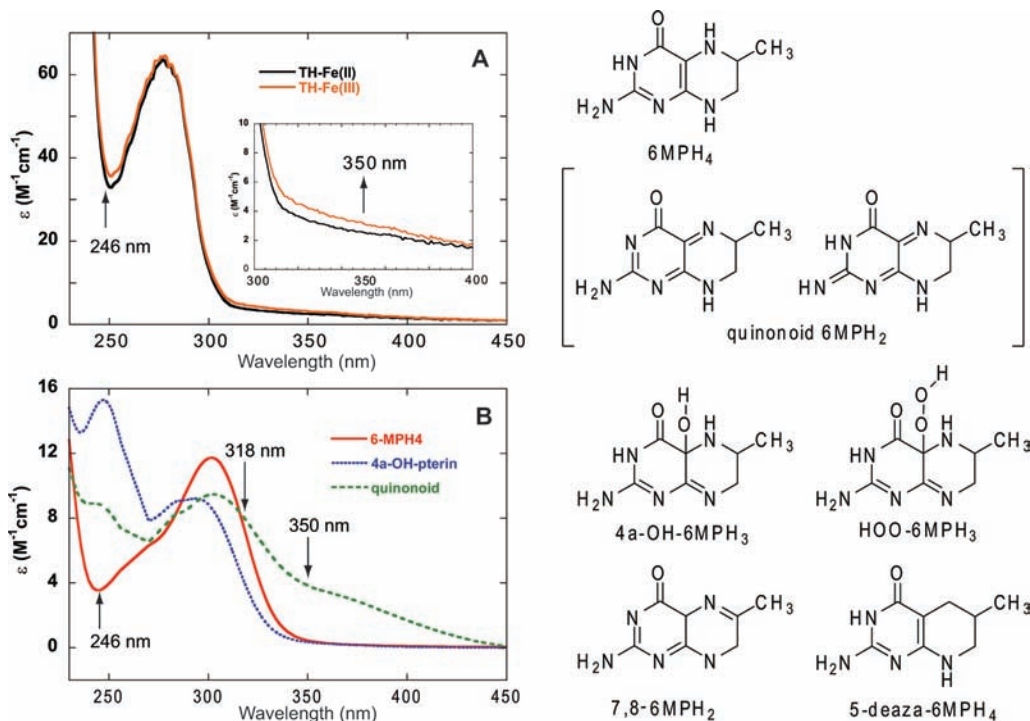 A
TH-Fe(II)
TH-Fe(III)
ε (M⁻¹cm⁻¹)
60
40
20
0
246 nm
250
300
350
400
450
Wavelength (nm)
ε (M⁻¹cm⁻¹)
10
8
6
4
2
0
350 nm
300
350
400
Wavelength (nm)
B
6-MPH4
4a-OH-pterin
quinonoid
ε (M⁻¹cm⁻¹)
16
12
8
4
0
318 nm
350 nm
246 nm
250
300
350
400
450
Wavelength (nm)
O
H
N
CH₃
HN
H₂N
N
N
H
6MPH₄
O
N
CH₃
N
H₂N
N
N
H
O
N
CH₃
HN
HN
N
N
H
quinonoid 6MPH₂
H
O
O
H
N
CH₃
HN
H₂N
N
N
4a-OH-6MPH₃
H
O
O
O
H
N
CH₃
HN
H₂N
N
N
HOO-6MPH₃
O
N
CH₃
N
H₂N
N
N
7,8-6MPH₂
O
CH₃
HN
H₂N
N
N
H
5-deaza-6MPH₄